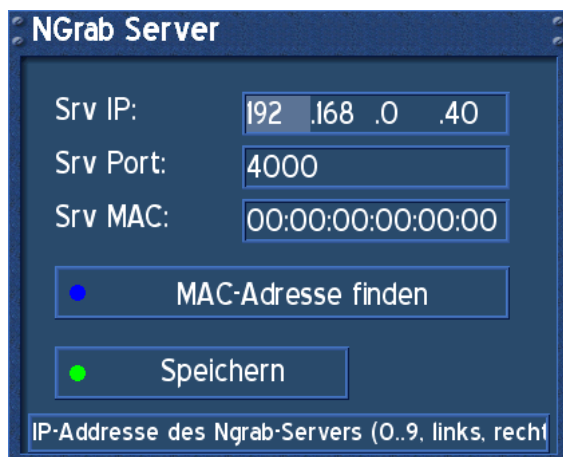 NGrab Server
Srv IP: 192 .168 .0 .40
Srv Port: 4000
Srv MAC: 00:00:00:00:00:00
MAC-Adresse finden
Speichern
IP-Addresse des Ngrab-Servers (0..9, links, recht